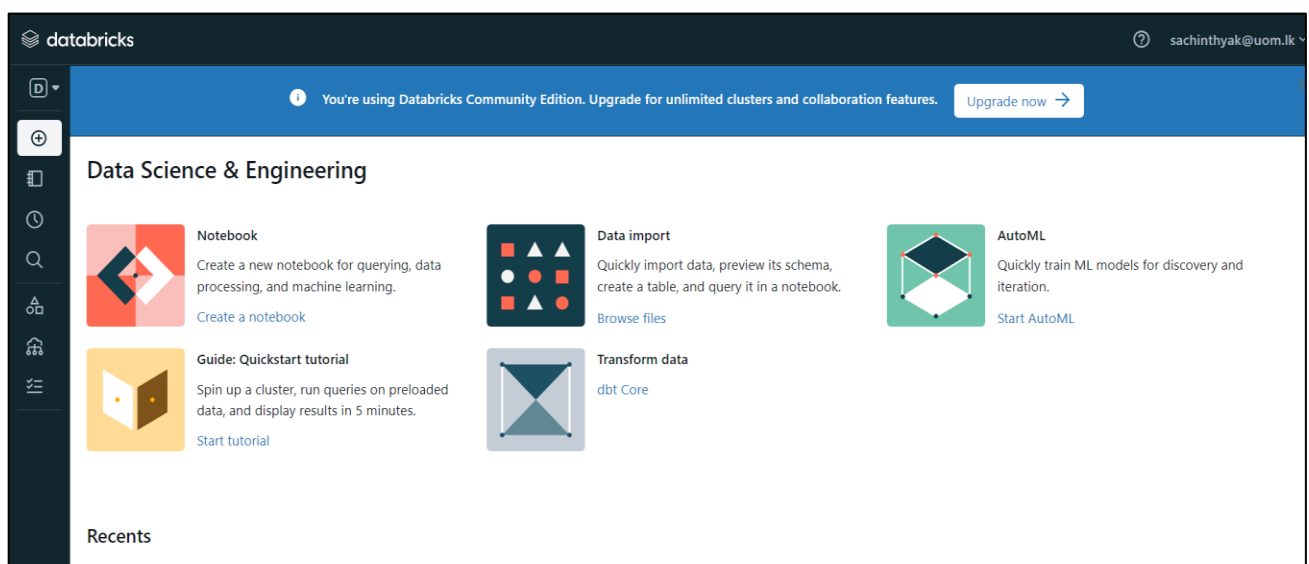 databricks
sachinthyak@uom.lk
D
You're using Databricks Community Edition. Upgrade for unlimited clusters and collaboration features.
Upgrade now
Data Science & Engineering
Notebook
Create a new notebook for querying, data
processing, and machine learning.
Create a notebook
Data import
Quickly import data, preview its schema,
create a table, and query it in a notebook.
Browse files
AutoML
Quickly train ML models for discovery and
iteration.
Start AutoML
Guide: Quickstart tutorial
Spin up a cluster, run queries on preloaded
data, and display results in 5 minutes.
Start tutorial
Transform data
dbt Core
Recents